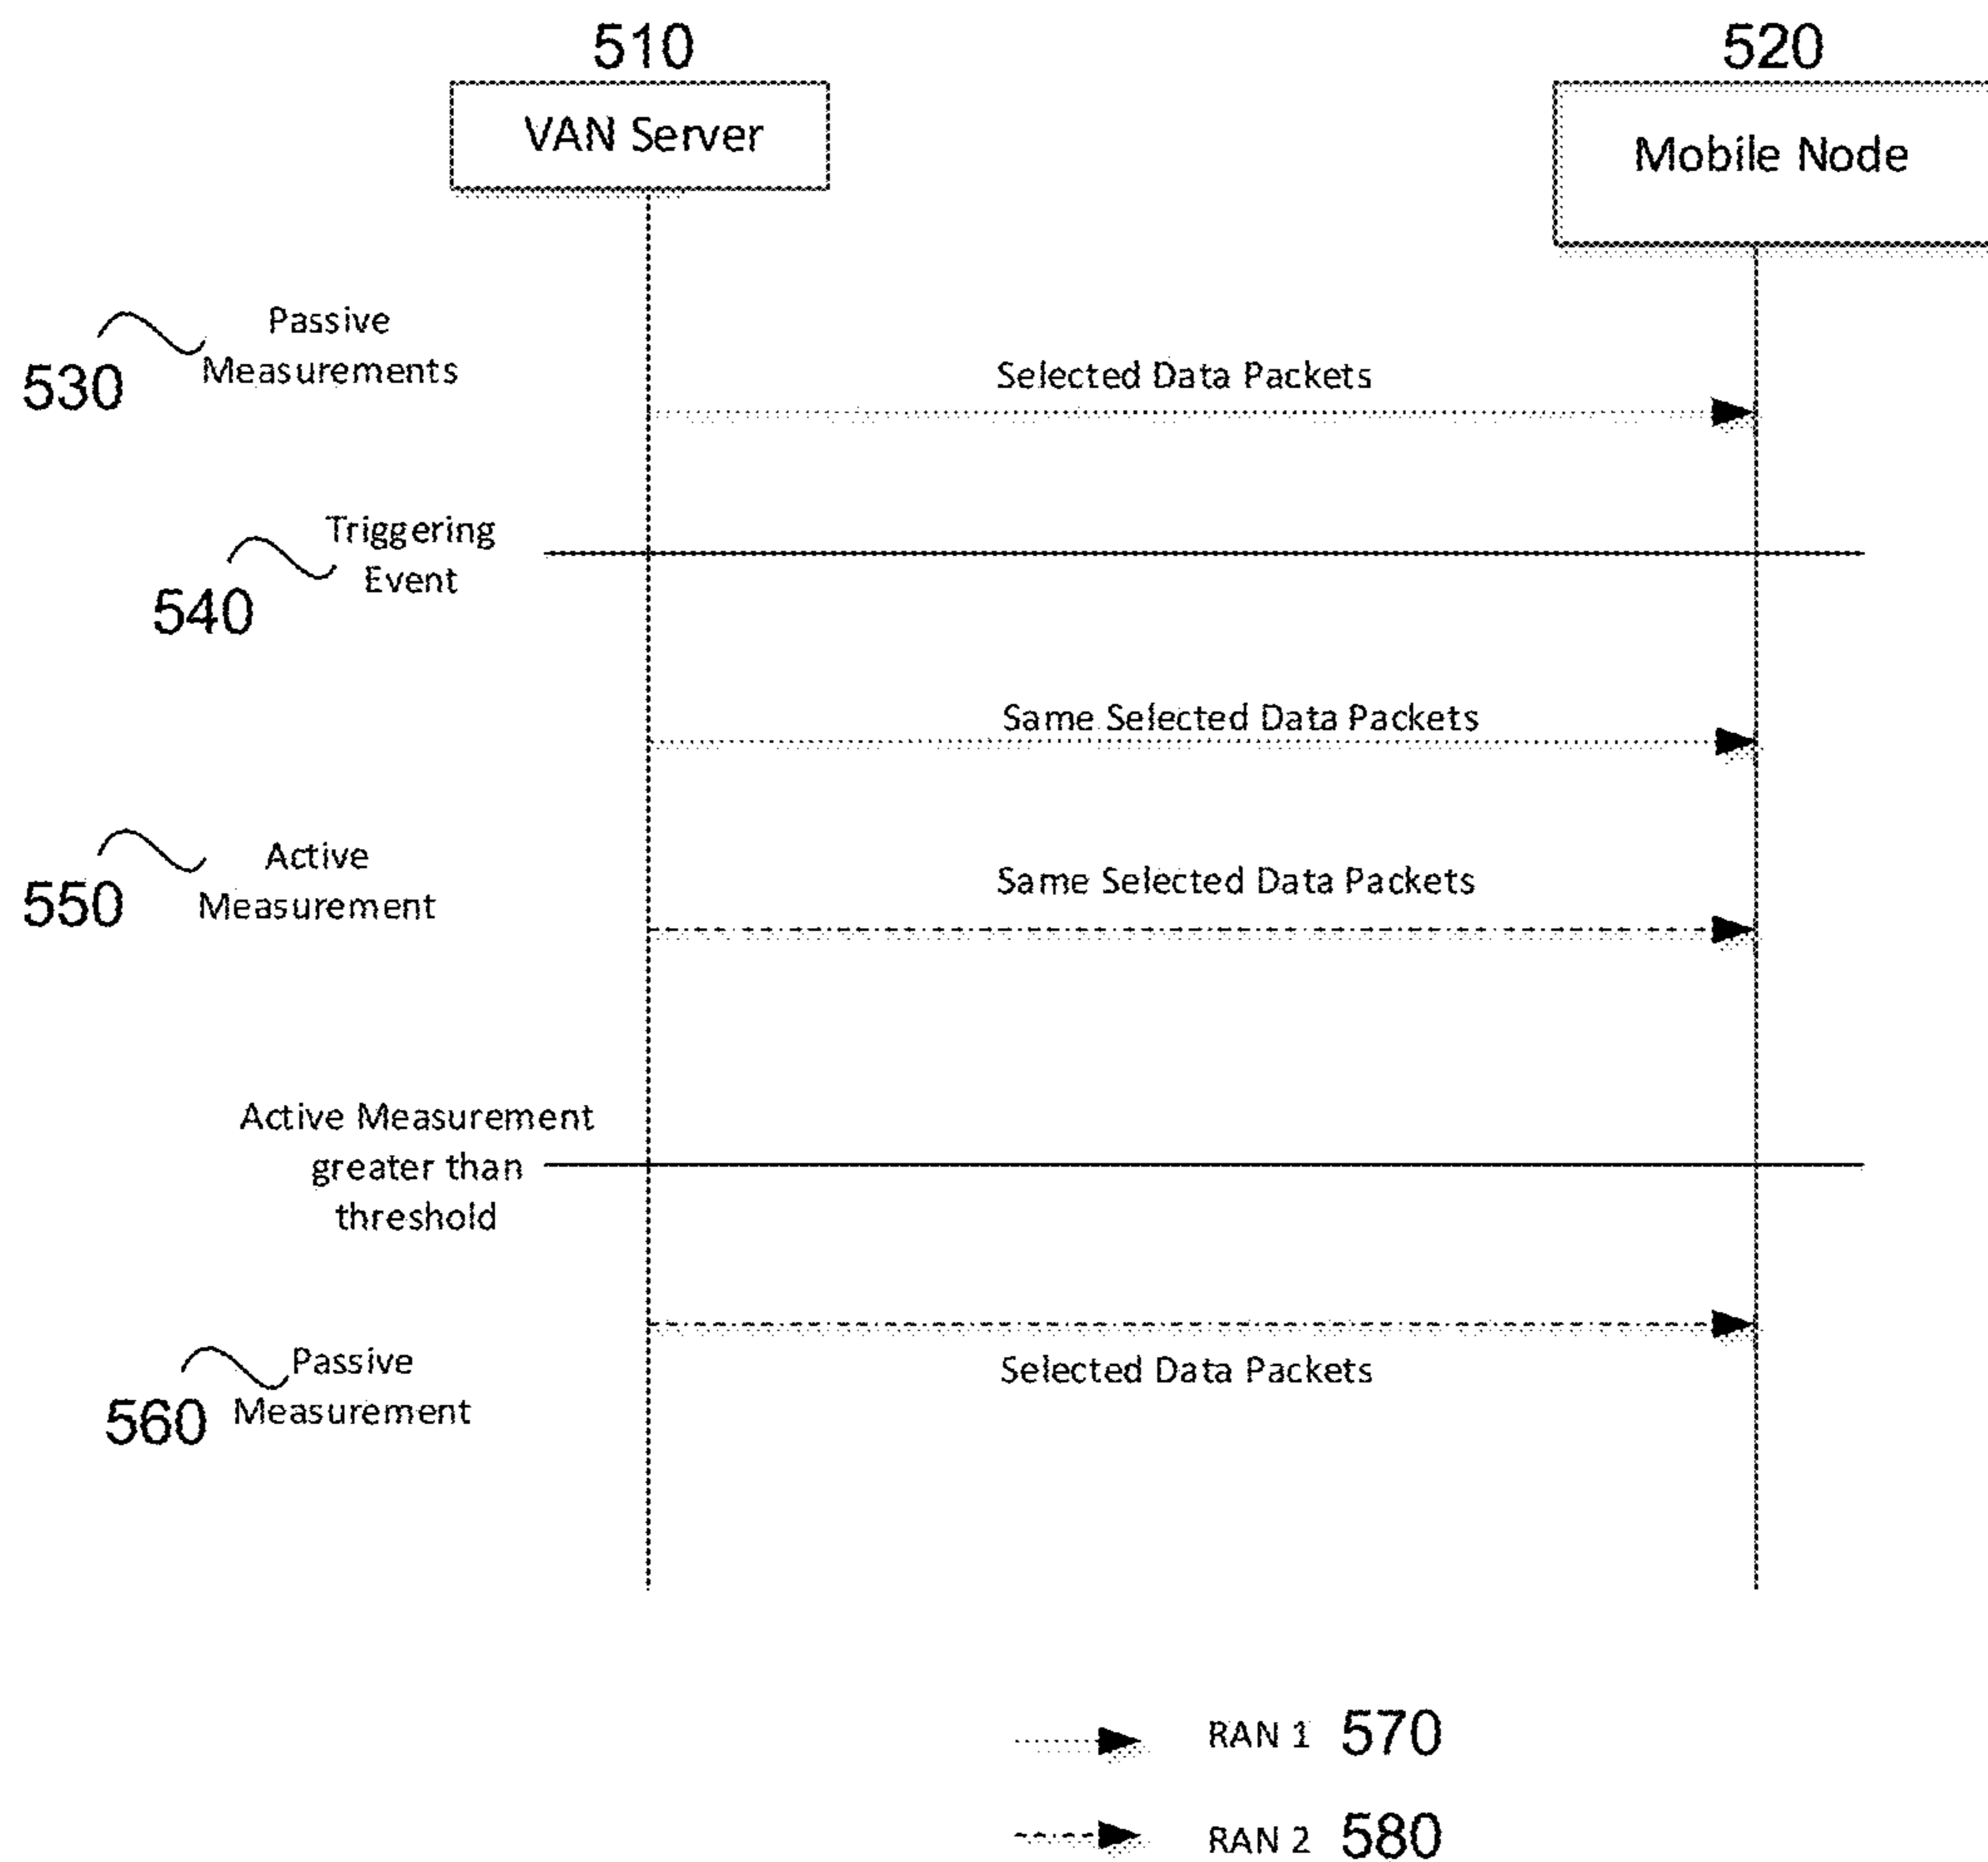 510
520
VAN Server
Mobile Node
Passive
Measurements
530
Selected Data Packets
Triggering
Event
540
Same Selected Data Packets
Active
Measurement
550
Same Selected Data Packets
Active Measurement
greater than
threshold
Passive
Measurement
560
Selected Data Packets
RAN 1 570
RAN 2 580